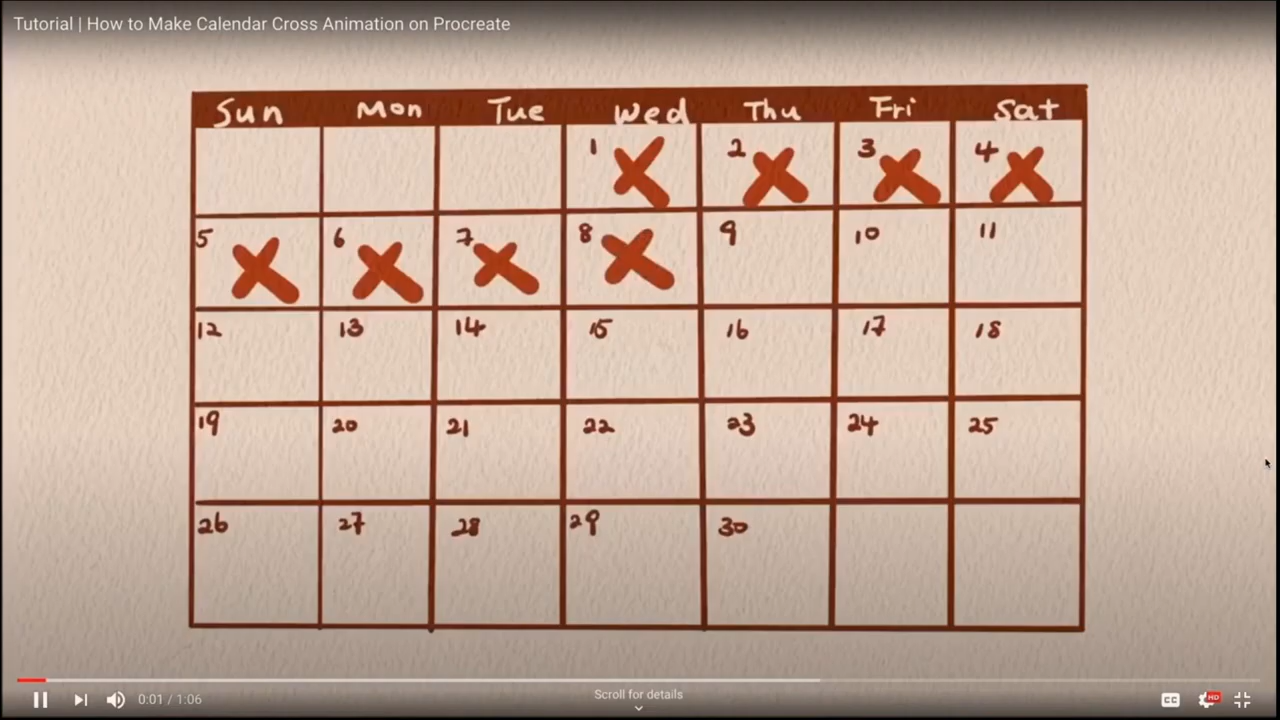 Tutorial | How to Make Calendar Cross Animation on Procreate
Sun Mon Tue Wed Thu Fri Sat
1 2 3 4
5 6 7 8 9 10 11
12 13 14 15 16 17 18
19 20 21 22 23 24 25
26 27 28 29 30
Scroll for details
0:01 / 1:06
CC
HD